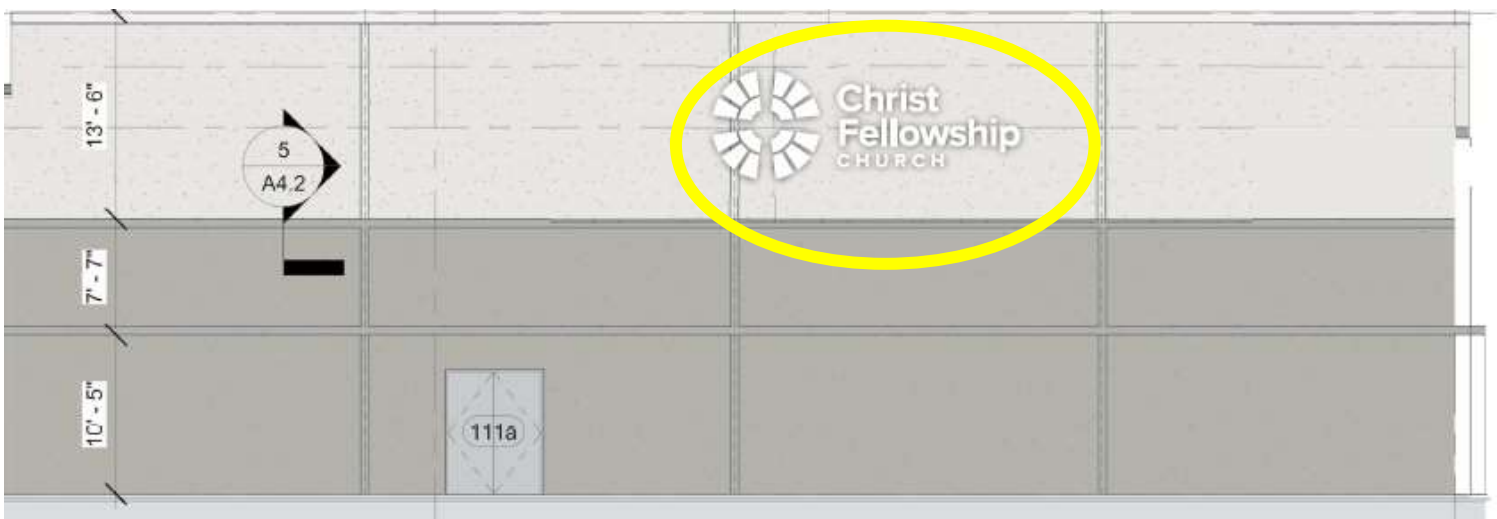 13' - 6"
5
A4.2
Christ
Fellowship
CHURCH
7' - 7"
10' - 5"
111a